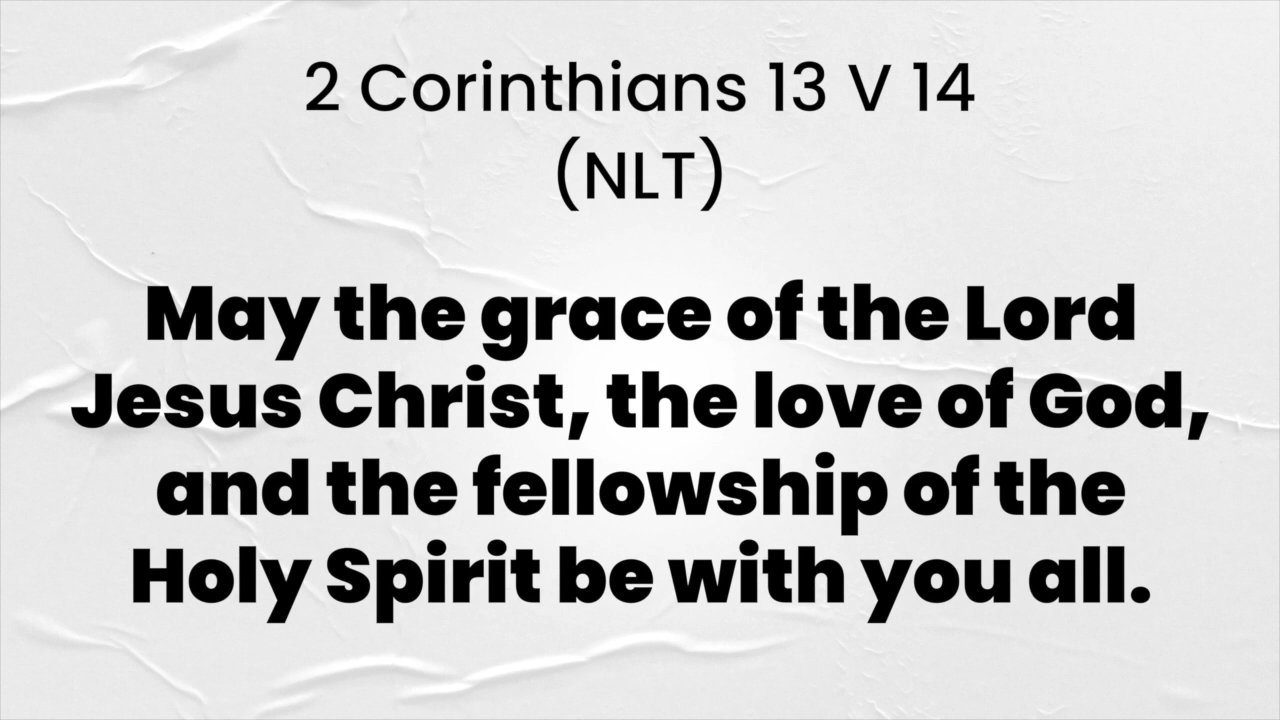 2 Corinthians 13 V 14
(NLT)
May the grace of the Lord
Jesus Christ, the love of God,
and the fellowship of the
Holy Spirit be with you all.